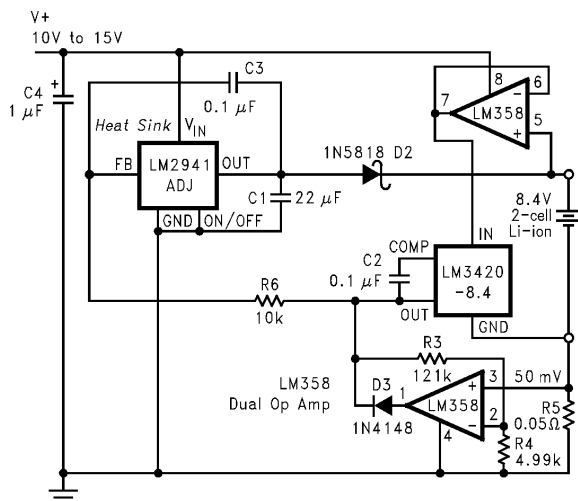 V+
10V to 15V
C4
+
1 μF
C3
0.1 μF
Heat Sink
VIN
FB
LM2941
ADJ
OUT
GND
ON/OFF
C1
22 μF
1N5818 D2
8
7
6
5
−
+
LM358
8.4V
2-cell
Li-ion
IN
COMP
C2
0.1 μF
LM3420
-8.4
OUT
GND
R6
10k
R3
121k
LM358
Dual Op Amp
D3
1N4148
1
3
2
4
+
−
LM358
50 mV
R5
0.05Ω
R4
4.99k